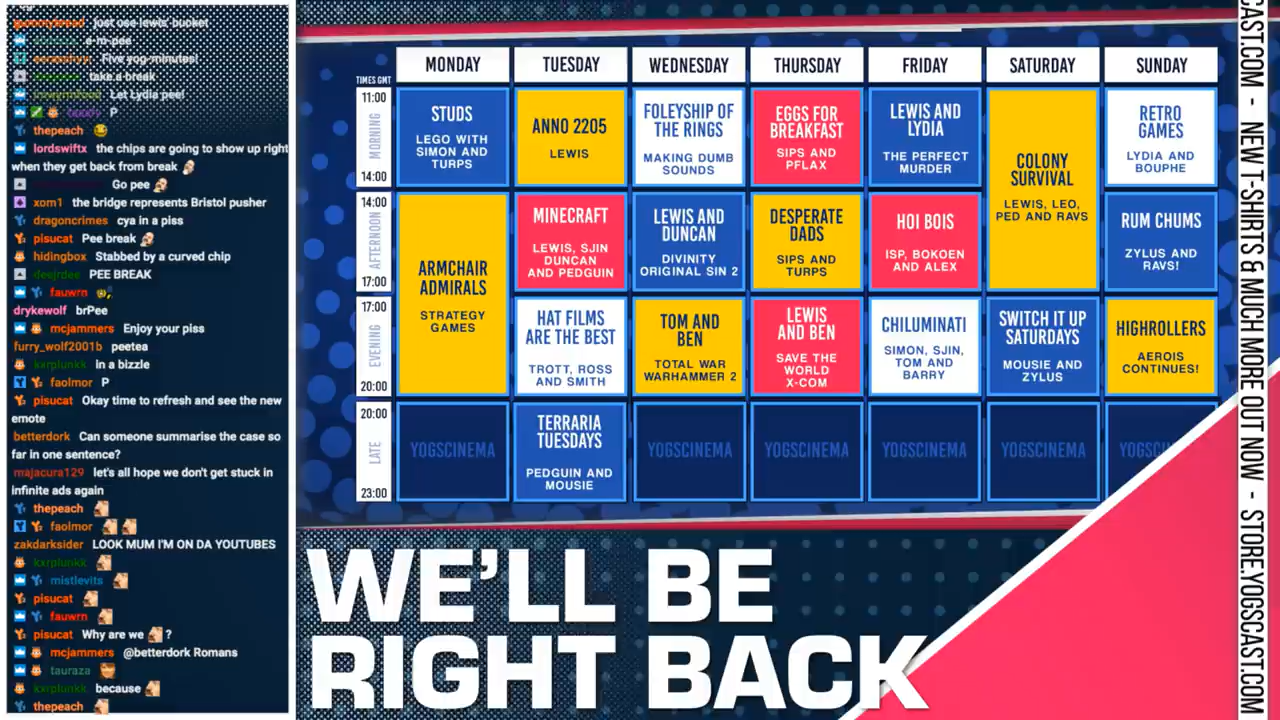 just use lewis' bucket
a-m-pee
Five yog-minutes!
take a break
Let Lydia pee!
P
thepeach
lordswiftx the chips are going to show up right
when they get back from break
Go pee
xom1 the bridge represents Bristol pusher
dragoncrimes cya in a piss
pisucat Pee break
hidingbox Stabbed by a curved chip
deejrdee PEE BREAK
fauwrn
drykewolf brPee
mcjammers Enjoy your piss
furry_wolf2001b peetea
kxrplunkk in a bizzle
faolmor P
pisucat Okay time to refresh and see the new
emote
betterdork Can someone summarise the case so
far in one sentence?
majacura129 let's all hope we don't get stuck in
infinite ads again
thepeach
faolmor
zakdarksider LOOK MUM I'M ON DA YOUTUBES
kxrplunkk
mistlevits
pisucat
fauwrn
pisucat Why are we ?
mcjammers @betterdork Romans
tauraza
kxrplunkk because
thepeach
TIMES GMT
MONDAY TUESDAY WEDNESDAY THURSDAY FRIDAY SATURDAY SUNDAY
11:00
MORNING
14:00
STUDS
LEGO WITH
SIMON AND
TURPS
ANNO 2205
LEWIS
FOLEYSHIP OF
THE RINGS
MAKING DUMB
SOUNDS
EGGS FOR
BREAKFAST
SIPS AND
PFLAX
LEWIS AND
LYDIA
THE PERFECT
MURDER
COLONY
SURVIVAL
LEWIS, LEO,
PED AND RAVS
RETRO
GAMES
LYDIA AND
BOUPHE
14:00
AFTERNOON
17:00
ARMCHAIR
ADMIRALS
STRATEGY
GAMES
MINECRAFT
LEWIS, SJIN
DUNCAN
AND PEDGUIN
LEWIS AND
DUNCAN
DIVINITY
ORIGINAL SIN 2
DESPERATE
DADS
SIPS AND
TURPS
HOI BOIS
ISP, BOKOEN
AND ALEX
RUM CHUMS
ZYLUS AND
RAVS!
17:00
EVENING
20:00
HAT FILMS
ARE THE BEST
TROTT, ROSS
AND SMITH
TOM AND
BEN
TOTAL WAR
WARHAMMER 2
LEWIS
AND BEN
SAVE THE
WORLD
X-COM
CHILUMINATI
SIMON, SJIN,
TOM AND
BARRY
SWITCH IT UP
SATURDAYS
MOUSIE AND
ZYLUS
HIGHROLLERS
AEROIS
CONTINUES!
20:00
LATE
23:00
YOGSCINEMA
TERRARIA
TUESDAYS
PEDGUIN AND
MOUSIE
YOGSCINEMA
YOGSCINEMA
YOGSCINEMA
YOGSCINEMA
YOGSCI
WE'LL BE
RIGHT BACK
CAST.COM - NEW T-SHIRTS & MUCH MORE OUT NOW - STORE.YOGSCAST.COM